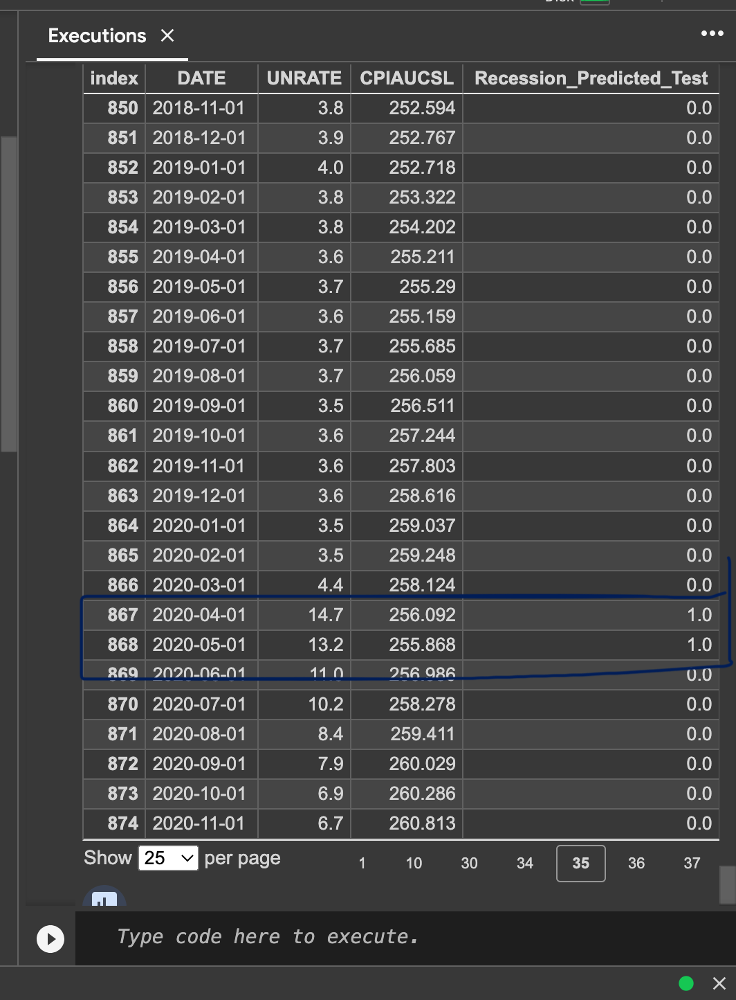 Executions
index DATE UNRATE CPIAUCSL Recession_Predicted_Test
850 2018-11-01 3.8 252.594 0.0
851 2018-12-01 3.9 252.767 0.0
852 2019-01-01 4.0 252.718 0.0
853 2019-02-01 3.8 253.322 0.0
854 2019-03-01 3.8 254.202 0.0
855 2019-04-01 3.6 255.211 0.0
856 2019-05-01 3.7 255.29 0.0
857 2019-06-01 3.6 255.159 0.0
858 2019-07-01 3.7 255.685 0.0
859 2019-08-01 3.7 256.059 0.0
860 2019-09-01 3.5 256.511 0.0
861 2019-10-01 3.6 257.244 0.0
862 2019-11-01 3.6 257.803 0.0
863 2019-12-01 3.6 258.616 0.0
864 2020-01-01 3.5 259.037 0.0
865 2020-02-01 3.5 259.248 0.0
866 2020-03-01 4.4 258.124 0.0
867 2020-04-01 14.7 256.092 1.0
868 2020-05-01 13.2 255.868 1.0
869 2020-06-01 11.0 256.986 0.0
870 2020-07-01 10.2 258.278 0.0
871 2020-08-01 8.4 259.411 0.0
872 2020-09-01 7.9 260.029 0.0
873 2020-10-01 6.9 260.286 0.0
874 2020-11-01 6.7 260.813 0.0
Show 25 per page 1 10 30 34 35 36 37
Type code here to execute.